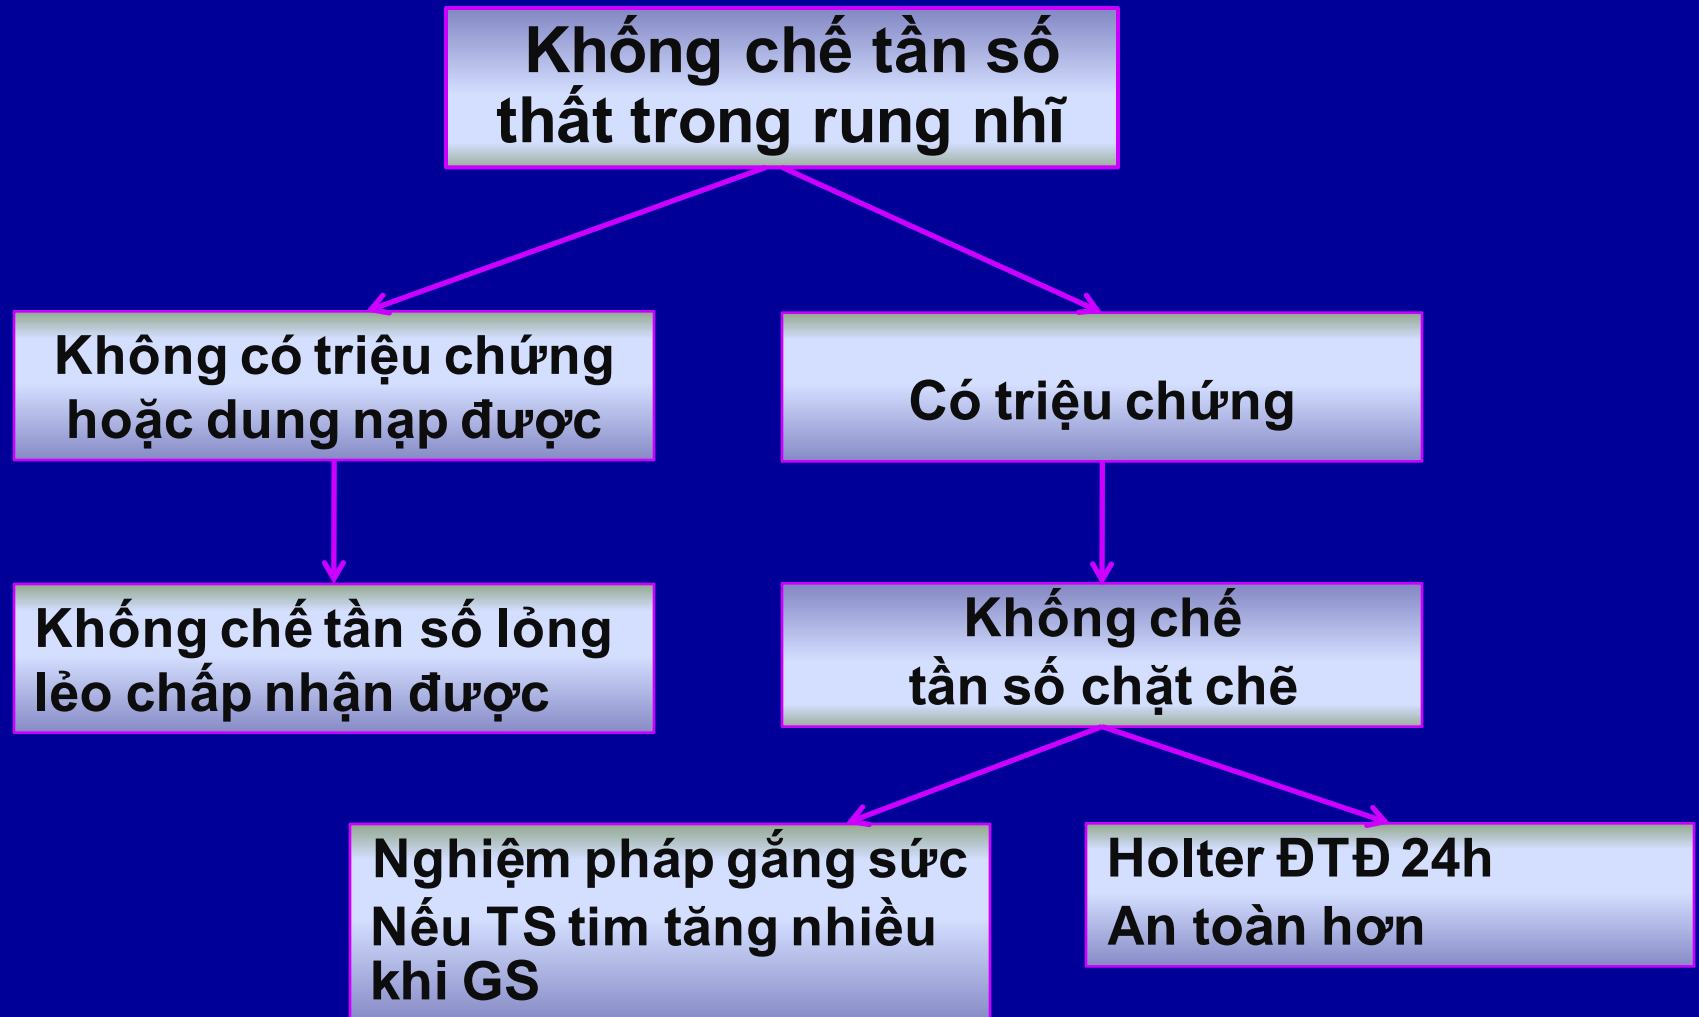 Khống chế tần số
thất trong rung nhĩ
Không có triệu chứng
hoặc dung nạp được
Có triệu chứng
Khống chế tần số lỏng
lẻo chấp nhận được
Khống chế
tần số chặt chẽ
Nghiệm pháp gắng sức
Nếu TS tim tăng nhiều
khi GS
Holter ĐTĐ 24h
An toàn hơn